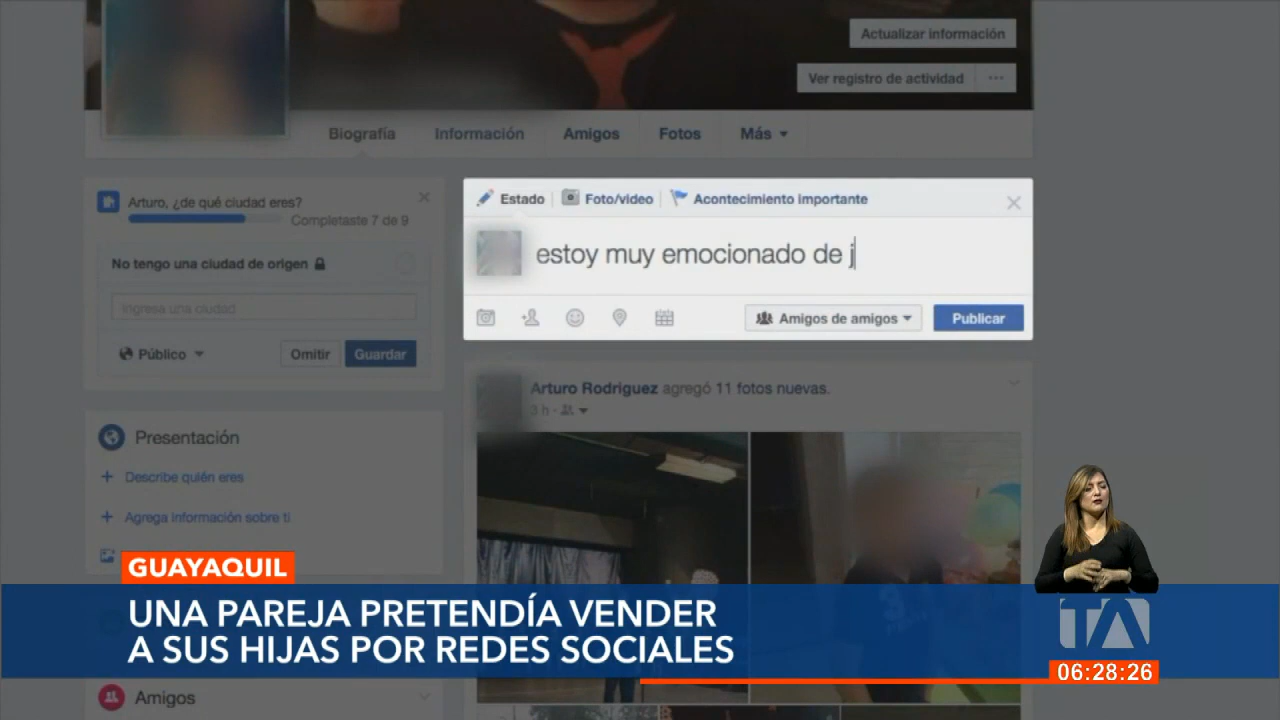 Actualizar información
Ver registro de actividad ···
Biografía Información Amigos Fotos Más
Arturo, ¿de qué ciudad eres?
Completaste 7 de 9
No tengo una ciudad de origen
Ingresa una ciudad
Público Omitir Guardar
Estado Foto/video Acontecimiento importante
estoy muy emocionado de j
Amigos de amigos Publicar
Arturo Rodriguez agregó 11 fotos nuevas.
3 h
Presentación
+ Describe quién eres
+ Agrega información sobre ti
Amigos
GUAYAQUIL
UNA PAREJA PRETENDÍA VENDER
A SUS HIJAS POR REDES SOCIALES
TA
06:28:26